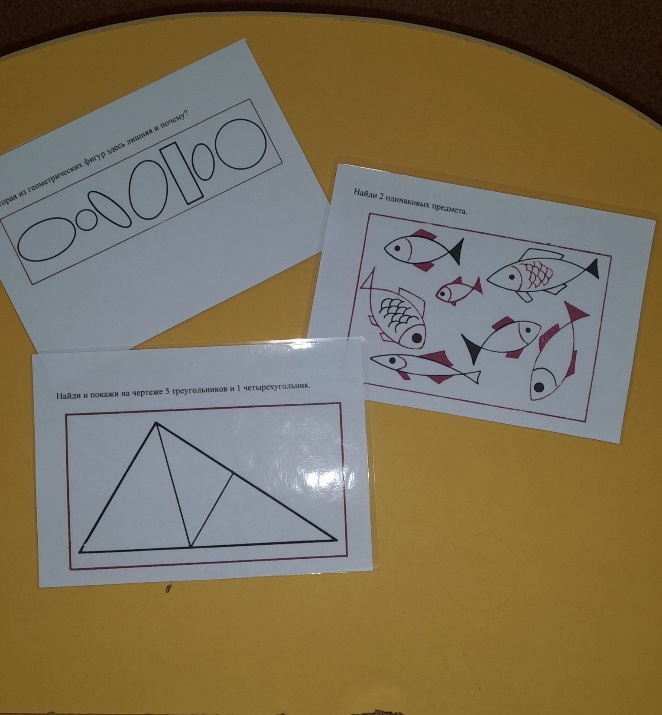 из геометрических фигур здесь лишняя и почему?
Найди 2 одинаковых предмета.
Найди и покажи на чертеже 5 треугольников и 1 четырехугольник.